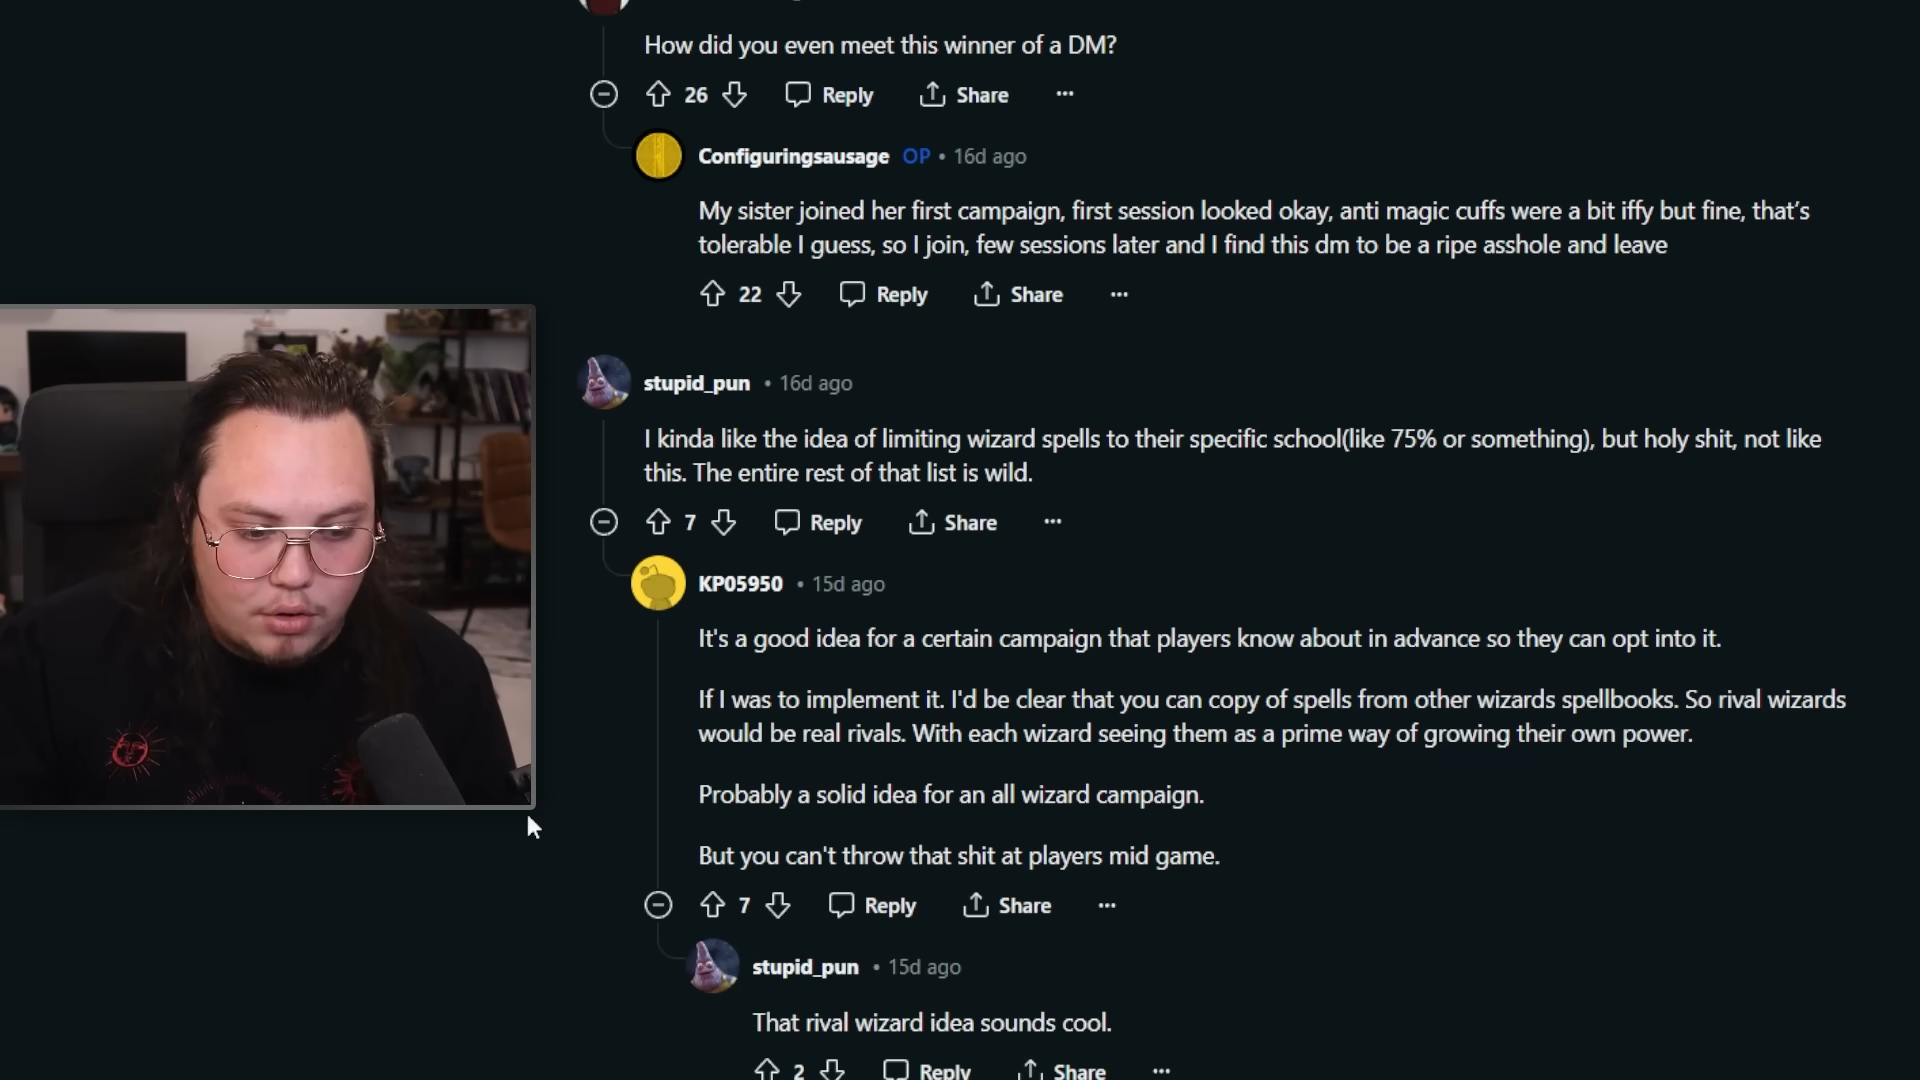 How did you even meet this winner of a DM?
26 Reply Share ...
Configuringsausage OP • 16d ago
My sister joined her first campaign, first session looked okay, anti magic cuffs were a bit iffy but fine, that's
tolerable I guess, so I join, few sessions later and I find this dm to be a ripe asshole and leave
22 Reply Share ...
stupid_pun • 16d ago
I kinda like the idea of limiting wizard spells to their specific school(like 75% or something), but holy shit, not like
this. The entire rest of that list is wild.
7 Reply Share ...
KP05950 • 15d ago
It's a good idea for a certain campaign that players know about in advance so they can opt into it.
If I was to implement it. I'd be clear that you can copy of spells from other wizards spellbooks. So rival wizards
would be real rivals. With each wizard seeing them as a prime way of growing their own power.
Probably a solid idea for an all wizard campaign.
But you can't throw that shit at players mid game.
7 Reply Share ...
stupid_pun • 15d ago
That rival wizard idea sounds cool.
2 Reply Share ...